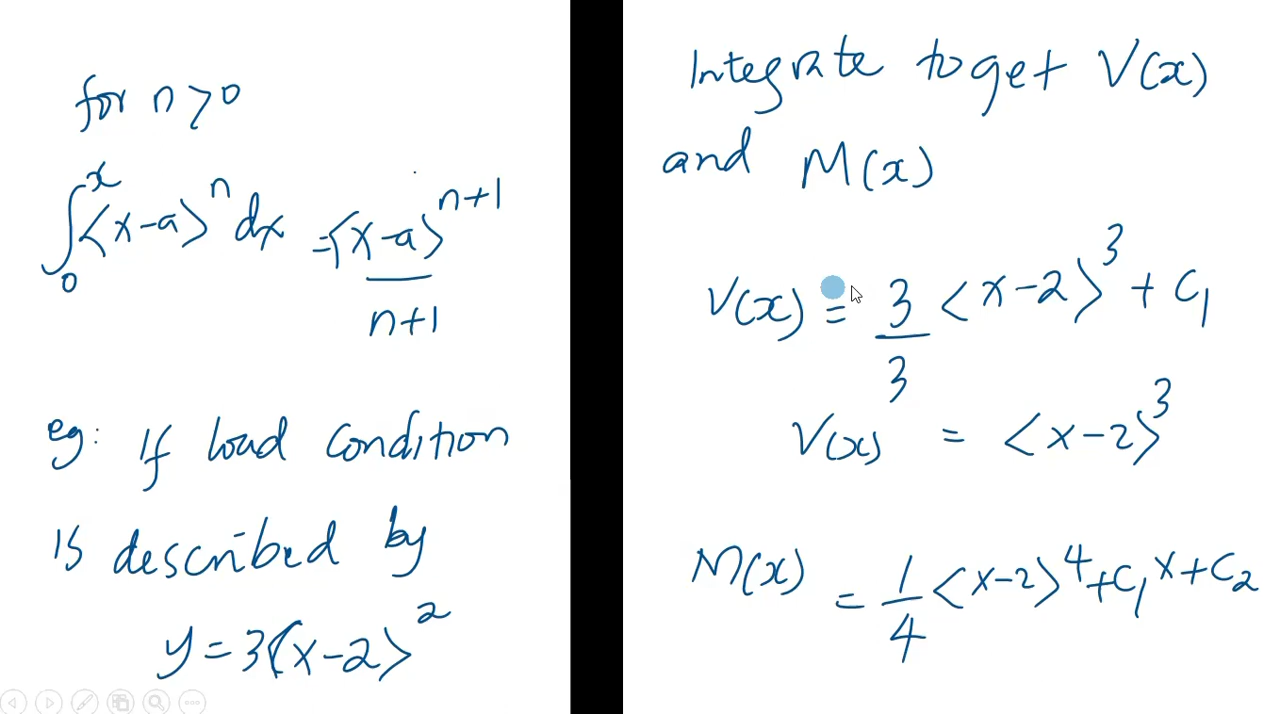 for n>0
∫₀ˣ <x-a>ⁿ dx = <x-a>ⁿ⁺¹
n+1
eg: If load condition
is described by
y = 3<x-2>²
Integrate to get V(x)
and M(x)
V(x) = 3/3 <x-2>³ + C₁
V(x) = <x-2>³
M(x) = 1/4 <x-2>⁴ + C₁x + C₂